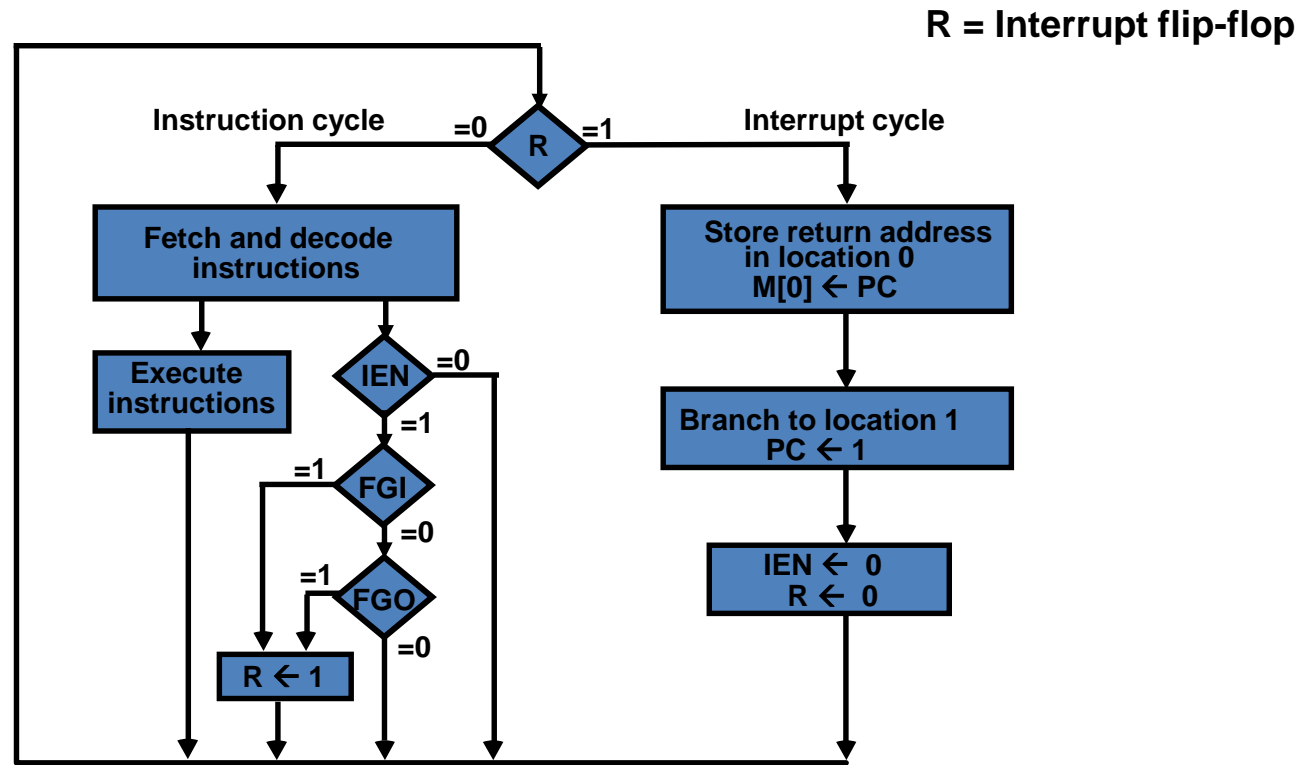 R = Interrupt flip-flop
Instruction cycle
=0
R
=1
Interrupt cycle
Fetch and decode
instructions
Store return address
in location 0
M[0] ← PC
Execute
instructions
IEN
=0
=1
Branch to location 1
PC ← 1
=1
FGI
=0
=1
FGO
=0
IEN ← 0
R ← 0
R ← 1